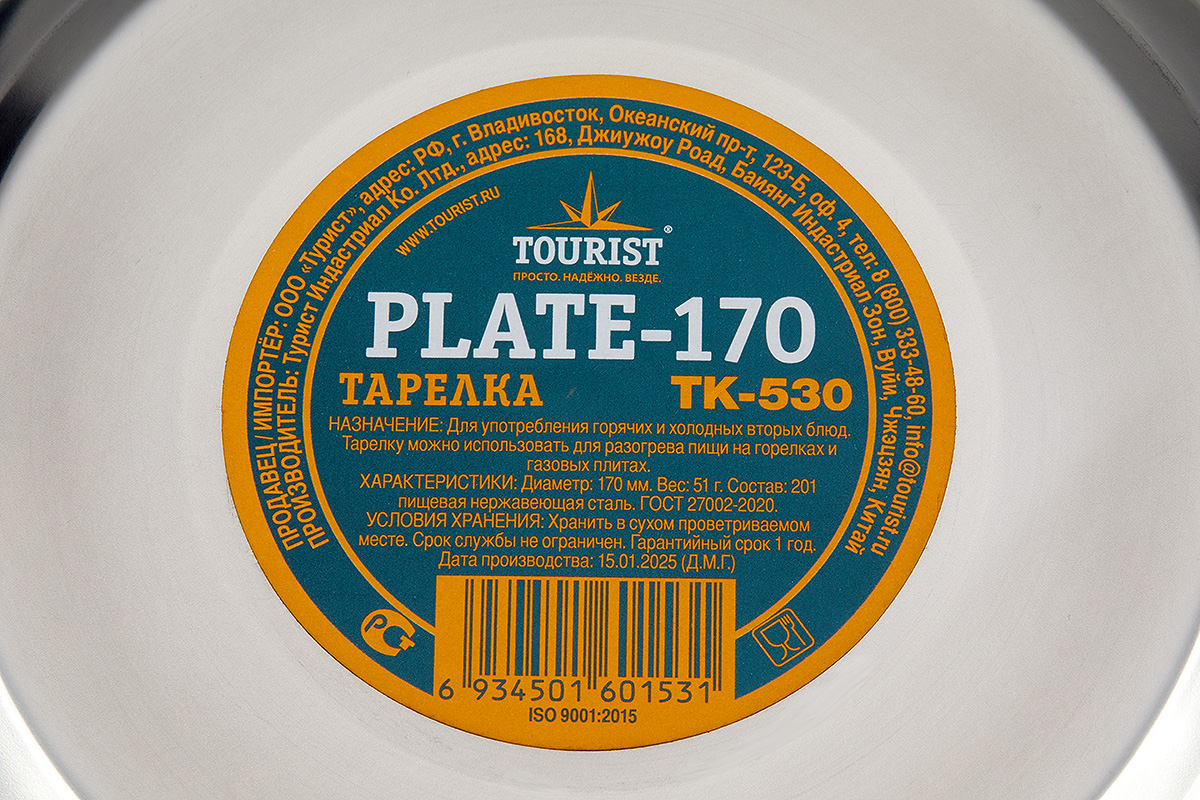 ПРОДАВЕЦ / ИМПОРТЁР: ООО «Турист», адрес: РФ, г. Владивосток, Океанский пр-т, 123-Б, оф. 4, тел: 8 (800) 333-48-60, info@tourist.ru
ПРОИЗВОДИТЕЛЬ: Турист Индастриал Ко. Лтд., адрес: 168, Джиужоу Роад, Баиянг Индастриал Зон, Вуйи, Чжэцзян, Китай
WWW.TOURIST.RU
TOURIST®
ПРОСТО. НАДЁЖНО. ВЕЗДЕ.
PLATE-170
ТАРЕЛКА TK-530
НАЗНАЧЕНИЕ: Для употребления горячих и холодных вторых блюд.
Тарелку можно использовать для разогрева пищи на горелках и
газовых плитах.
ХАРАКТЕРИСТИКИ: Диаметр: 170 мм. Вес: 51 г. Состав: 201
пищевая нержавеющая сталь. ГОСТ 27002-2020.
УСЛОВИЯ ХРАНЕНИЯ: Хранить в сухом проветриваемом
месте. Срок службы не ограничен. Гарантийный срок 1 год.
Дата производства: 15.01.2025 (Д.М.Г.)
6 934501 601531
ISO 9001:2015